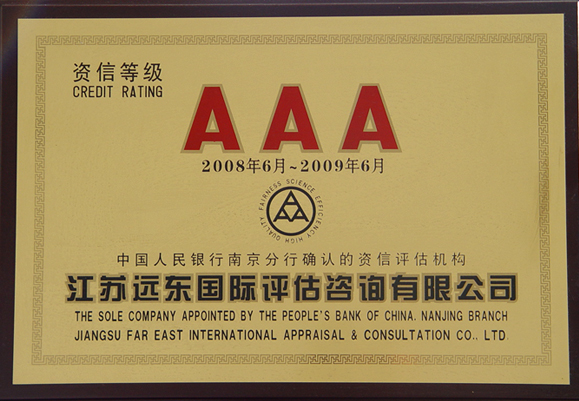 资信等级
CREDIT RATING
AAA
2008年6月~2009年6月
FAIRNESS SCIENCE EFFICIENCY HIGH QUALITY
中国人民银行南京分行确认的资信评估机构
江苏远东国际评估咨询有限公司
THE SOLE COMPANY APPOINTED BY THE PEOPLE'S BANK OF CHINA. NANJING BRANCH
JIANGSU FAR EAST INTERNATIONAL APPRAISAL & CONSULTATION CO., LTD.